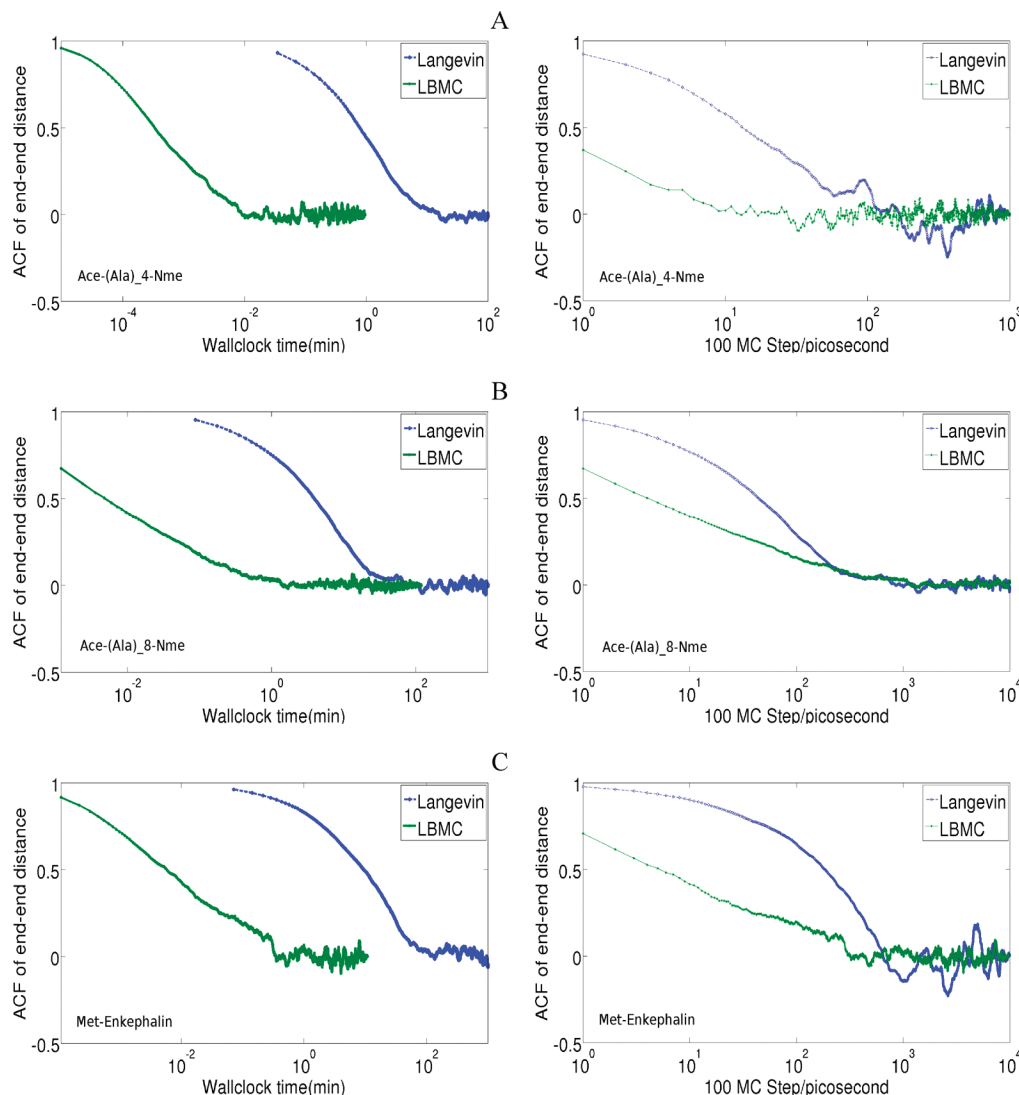 A
1
0.5
0
-0.5
ACF of end-end distance
Langevin
LBMC
Ace-(Ala)_4-Nme
10^-4
10^-2
10^0
10^2
Wallclock time(min)
1
0.5
0
-0.5
ACF of end-end distance
Langevin
LBMC
Ace-(Ala)_4-Nme
10^0
10^1
10^2
10^3
100 MC Step/picosecond
B
1
0.5
0
-0.5
ACF of end-end distance
Langevin
LBMC
Ace-(Ala)_8-Nme
10^-2
10^0
10^2
Wallclock time(min)
1
0.5
0
-0.5
ACF of end-end distance
Langevin
LBMC
Ace-(Ala)_8-Nme
10^0
10^1
10^2
10^3
10^4
100 MC Step/picosecond
C
1
0.5
0
-0.5
ACF of end-end distance
Langevin
LBMC
Met-Enkephalin
10^-2
10^0
10^2
Wallclock time(min)
1
0.5
0
-0.5
ACF of end-end distance
Langevin
LBMC
Met-Enkephalin
10^0
10^1
10^2
10^3
10^4
100 MC Step/picosecond